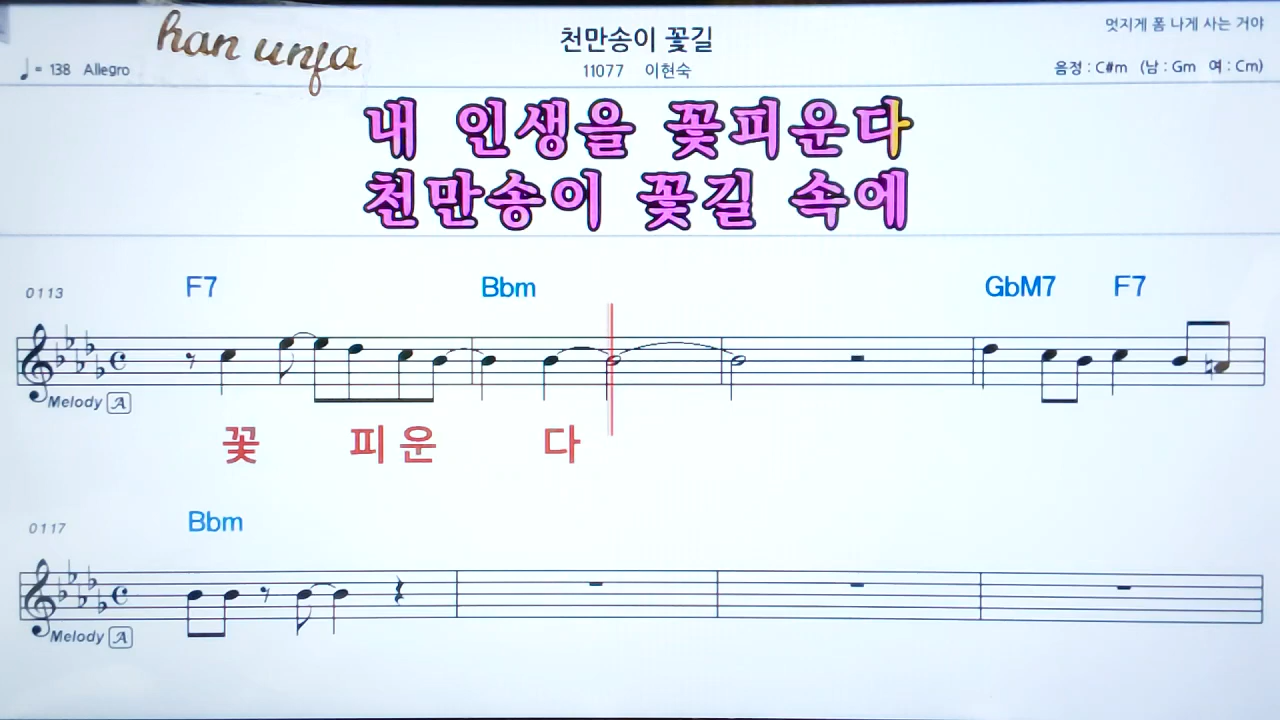 han unfa
천만송이 꽃길
멋지게 폼 나게 사는 거야
♩ = 138 Allegro
11077 이현숙
음정 : C#m (남 : Gm 여 : Cm)
내 인생을 꽃피운다
천만송이 꽃길 속에
F7 Bbm GbM7 F7
0113
Melody A
꽃 피 운 다
Bbm
0117
Melody A